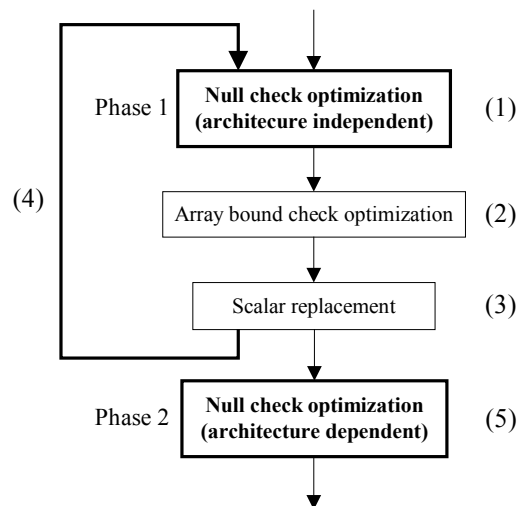 Phase 1
Null check optimization
(architecure independent)
(1)
Array bound check optimization
(2)
(4)
Scalar replacement
(3)
Phase 2
Null check optimization
(architecture dependent)
(5)